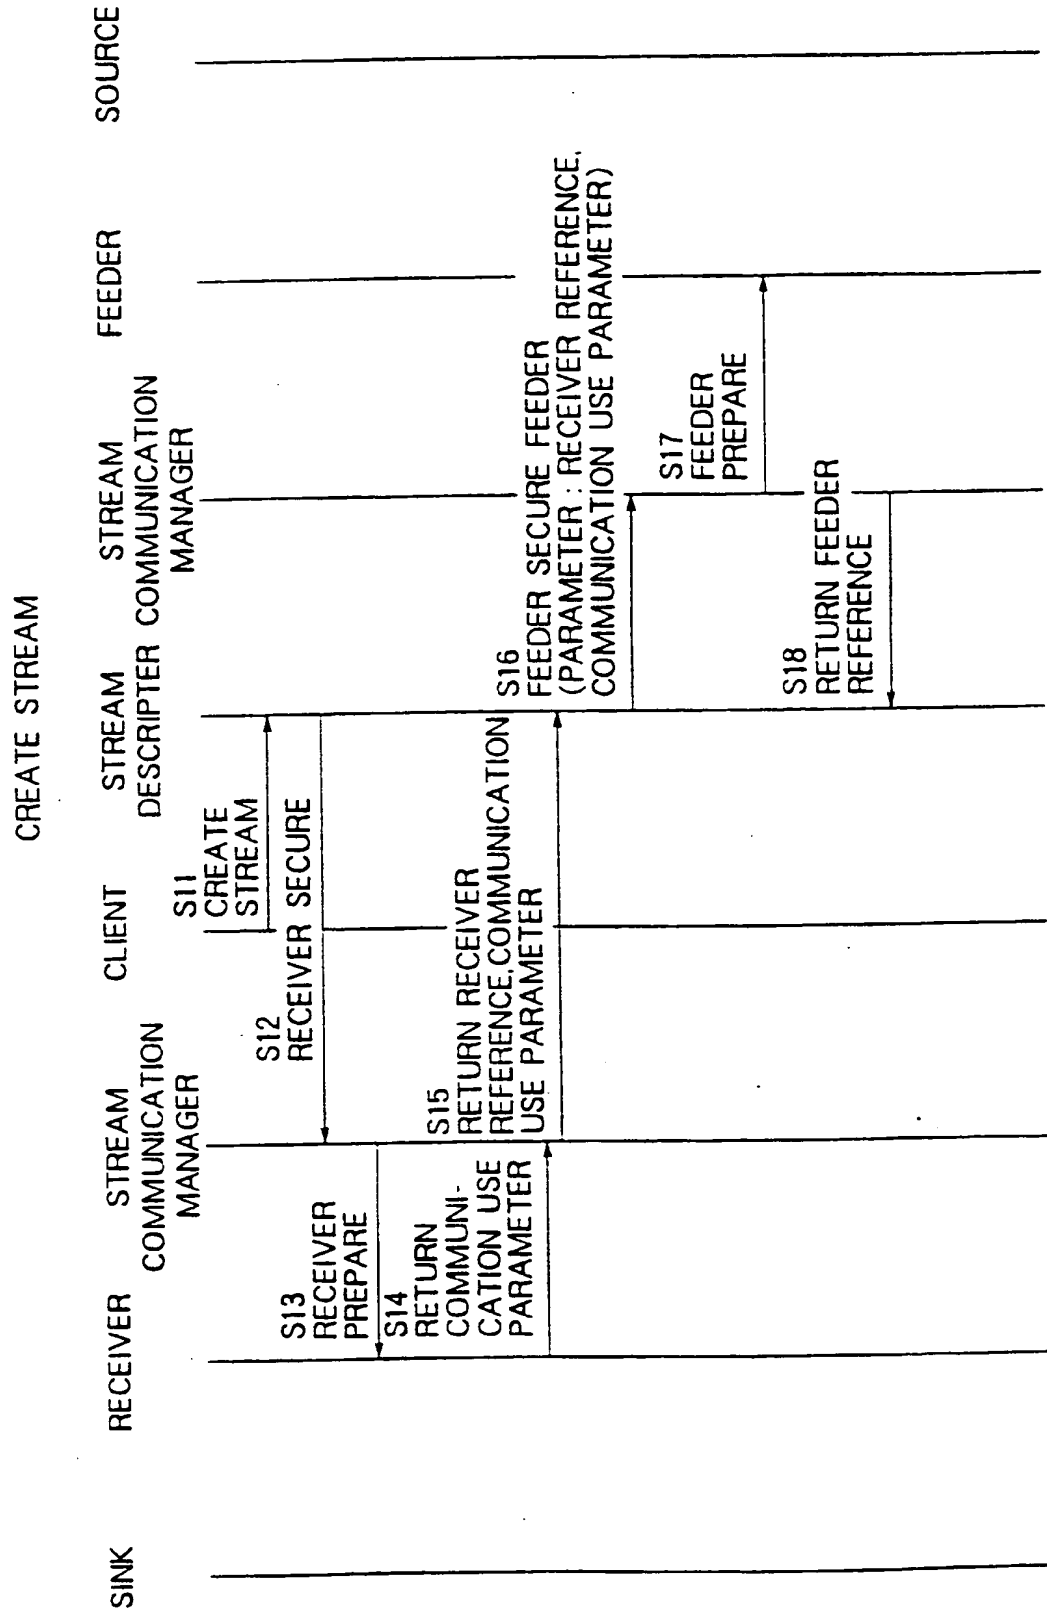 CREATE STREAM
SINK
RECEIVER
STREAM
COMMUNICATION
MANAGER
CLIENT
STREAM
DESCRIPTER
STREAM
COMMUNICATION
MANAGER
FEEDER
SOURCE
S11
CREATE
STREAM
S12
RECEIVER SECURE
S13
RECEIVER
PREPARE
S14
RETURN
COMMUNI-
CATION USE
PARAMETER
S15
RETURN RECEIVER
REFERENCE,COMMUNICATION
USE PARAMETER
S16
FEEDER SECURE FEEDER
(PARAMETER : RECEIVER REFERENCE,
COMMUNICATION USE PARAMETER)
S17
FEEDER
PREPARE
S18
RETURN FEEDER
REFERENCE